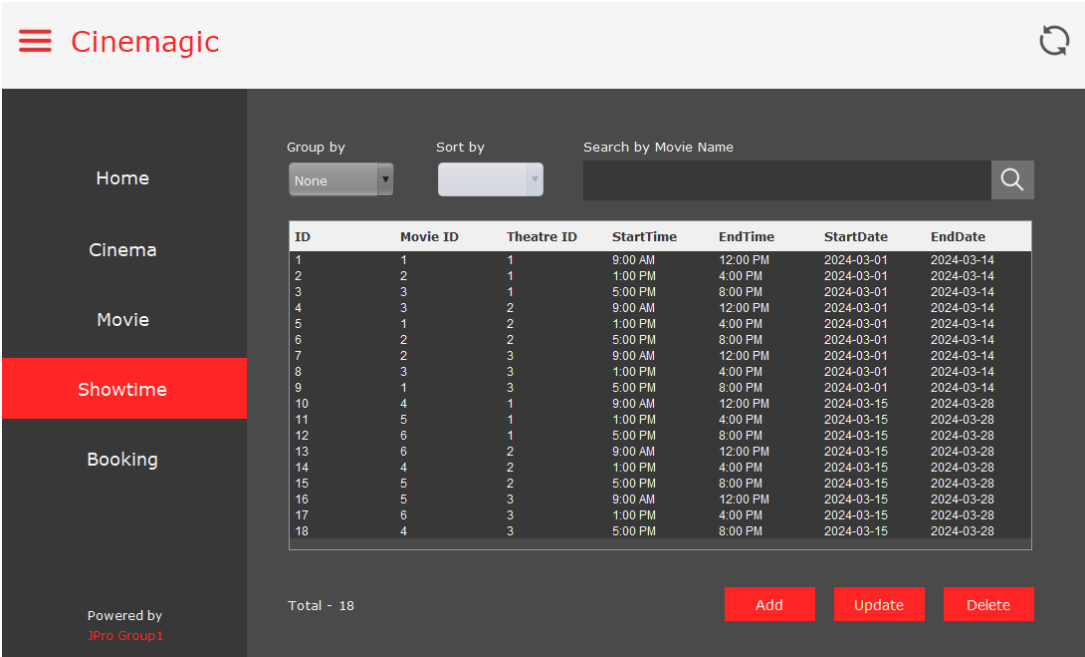 Cinemagic
Home
Cinema
Movie
Showtime
Booking
Powered by
JPro Group1
Group by Sort by Search by Movie Name
None
ID Movie ID Theatre ID StartTime EndTime StartDate EndDate
1 1 1 9:00 AM 12:00 PM 2024-03-01 2024-03-14
2 2 1 1:00 PM 4:00 PM 2024-03-01 2024-03-14
3 3 1 5:00 PM 8:00 PM 2024-03-01 2024-03-14
4 3 2 9:00 AM 12:00 PM 2024-03-01 2024-03-14
5 1 2 1:00 PM 4:00 PM 2024-03-01 2024-03-14
6 2 2 5:00 PM 8:00 PM 2024-03-01 2024-03-14
7 2 3 9:00 AM 12:00 PM 2024-03-01 2024-03-14
8 3 3 1:00 PM 4:00 PM 2024-03-01 2024-03-14
9 1 3 5:00 PM 8:00 PM 2024-03-01 2024-03-14
10 4 1 9:00 AM 12:00 PM 2024-03-15 2024-03-28
11 5 1 1:00 PM 4:00 PM 2024-03-15 2024-03-28
12 6 1 5:00 PM 8:00 PM 2024-03-15 2024-03-28
13 6 2 9:00 AM 12:00 PM 2024-03-15 2024-03-28
14 4 2 1:00 PM 4:00 PM 2024-03-15 2024-03-28
15 5 2 5:00 PM 8:00 PM 2024-03-15 2024-03-28
16 5 3 9:00 AM 12:00 PM 2024-03-15 2024-03-28
17 6 3 1:00 PM 4:00 PM 2024-03-15 2024-03-28
18 4 3 5:00 PM 8:00 PM 2024-03-15 2024-03-28
Total - 18 Add Update Delete